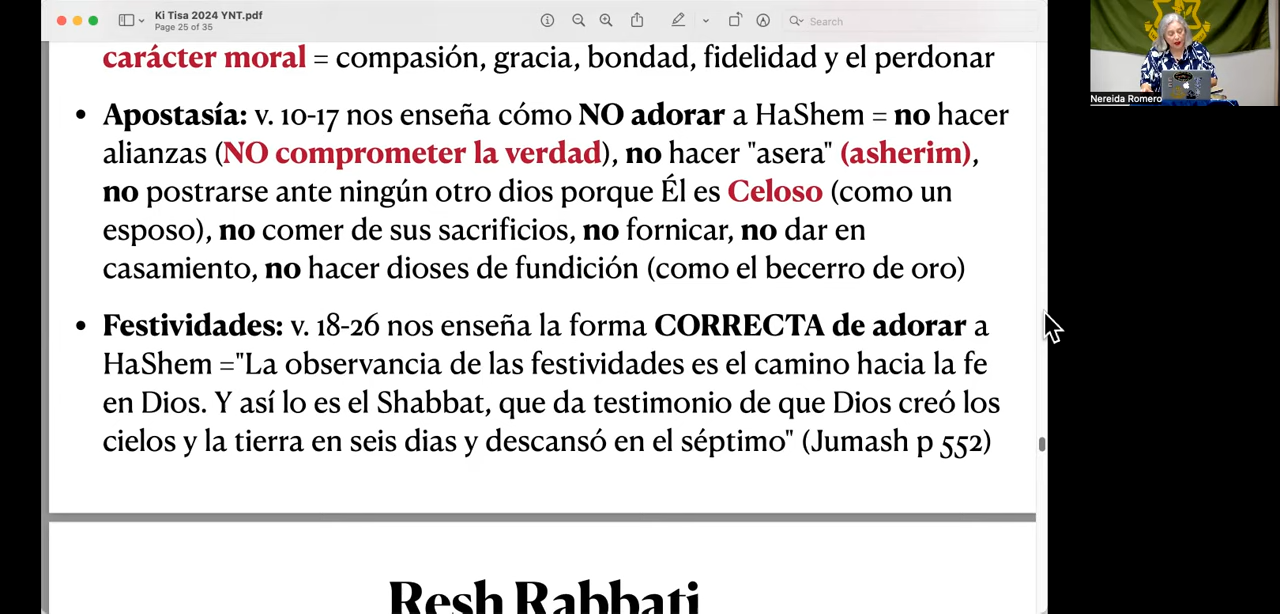 Ki Tisa 2024 YNT.pdf
Page 25 of 35
Search
Nereida Romero
carácter moral = compasión, gracia, bondad, fidelidad y el perdonar
• Apostasía: v. 10-17 nos enseña cómo NO adorar a HaShem = no hacer
alianzas (NO comprometer la verdad), no hacer "asera" (asherim),
no postrarse ante ningún otro dios porque Él es Celoso (como un
esposo), no comer de sus sacrificios, no fornicar, no dar en
casamiento, no hacer dioses de fundición (como el becerro de oro)
• Festividades: v. 18-26 nos enseña la forma CORRECTA de adorar a
HaShem ="La observancia de las festividades es el camino hacia la fe
en Dios. Y así lo es el Shabbat, que da testimonio de que Dios creó los
cielos y la tierra en seis dias y descansó en el séptimo" (Jumash p 552)
Resh Rabbati